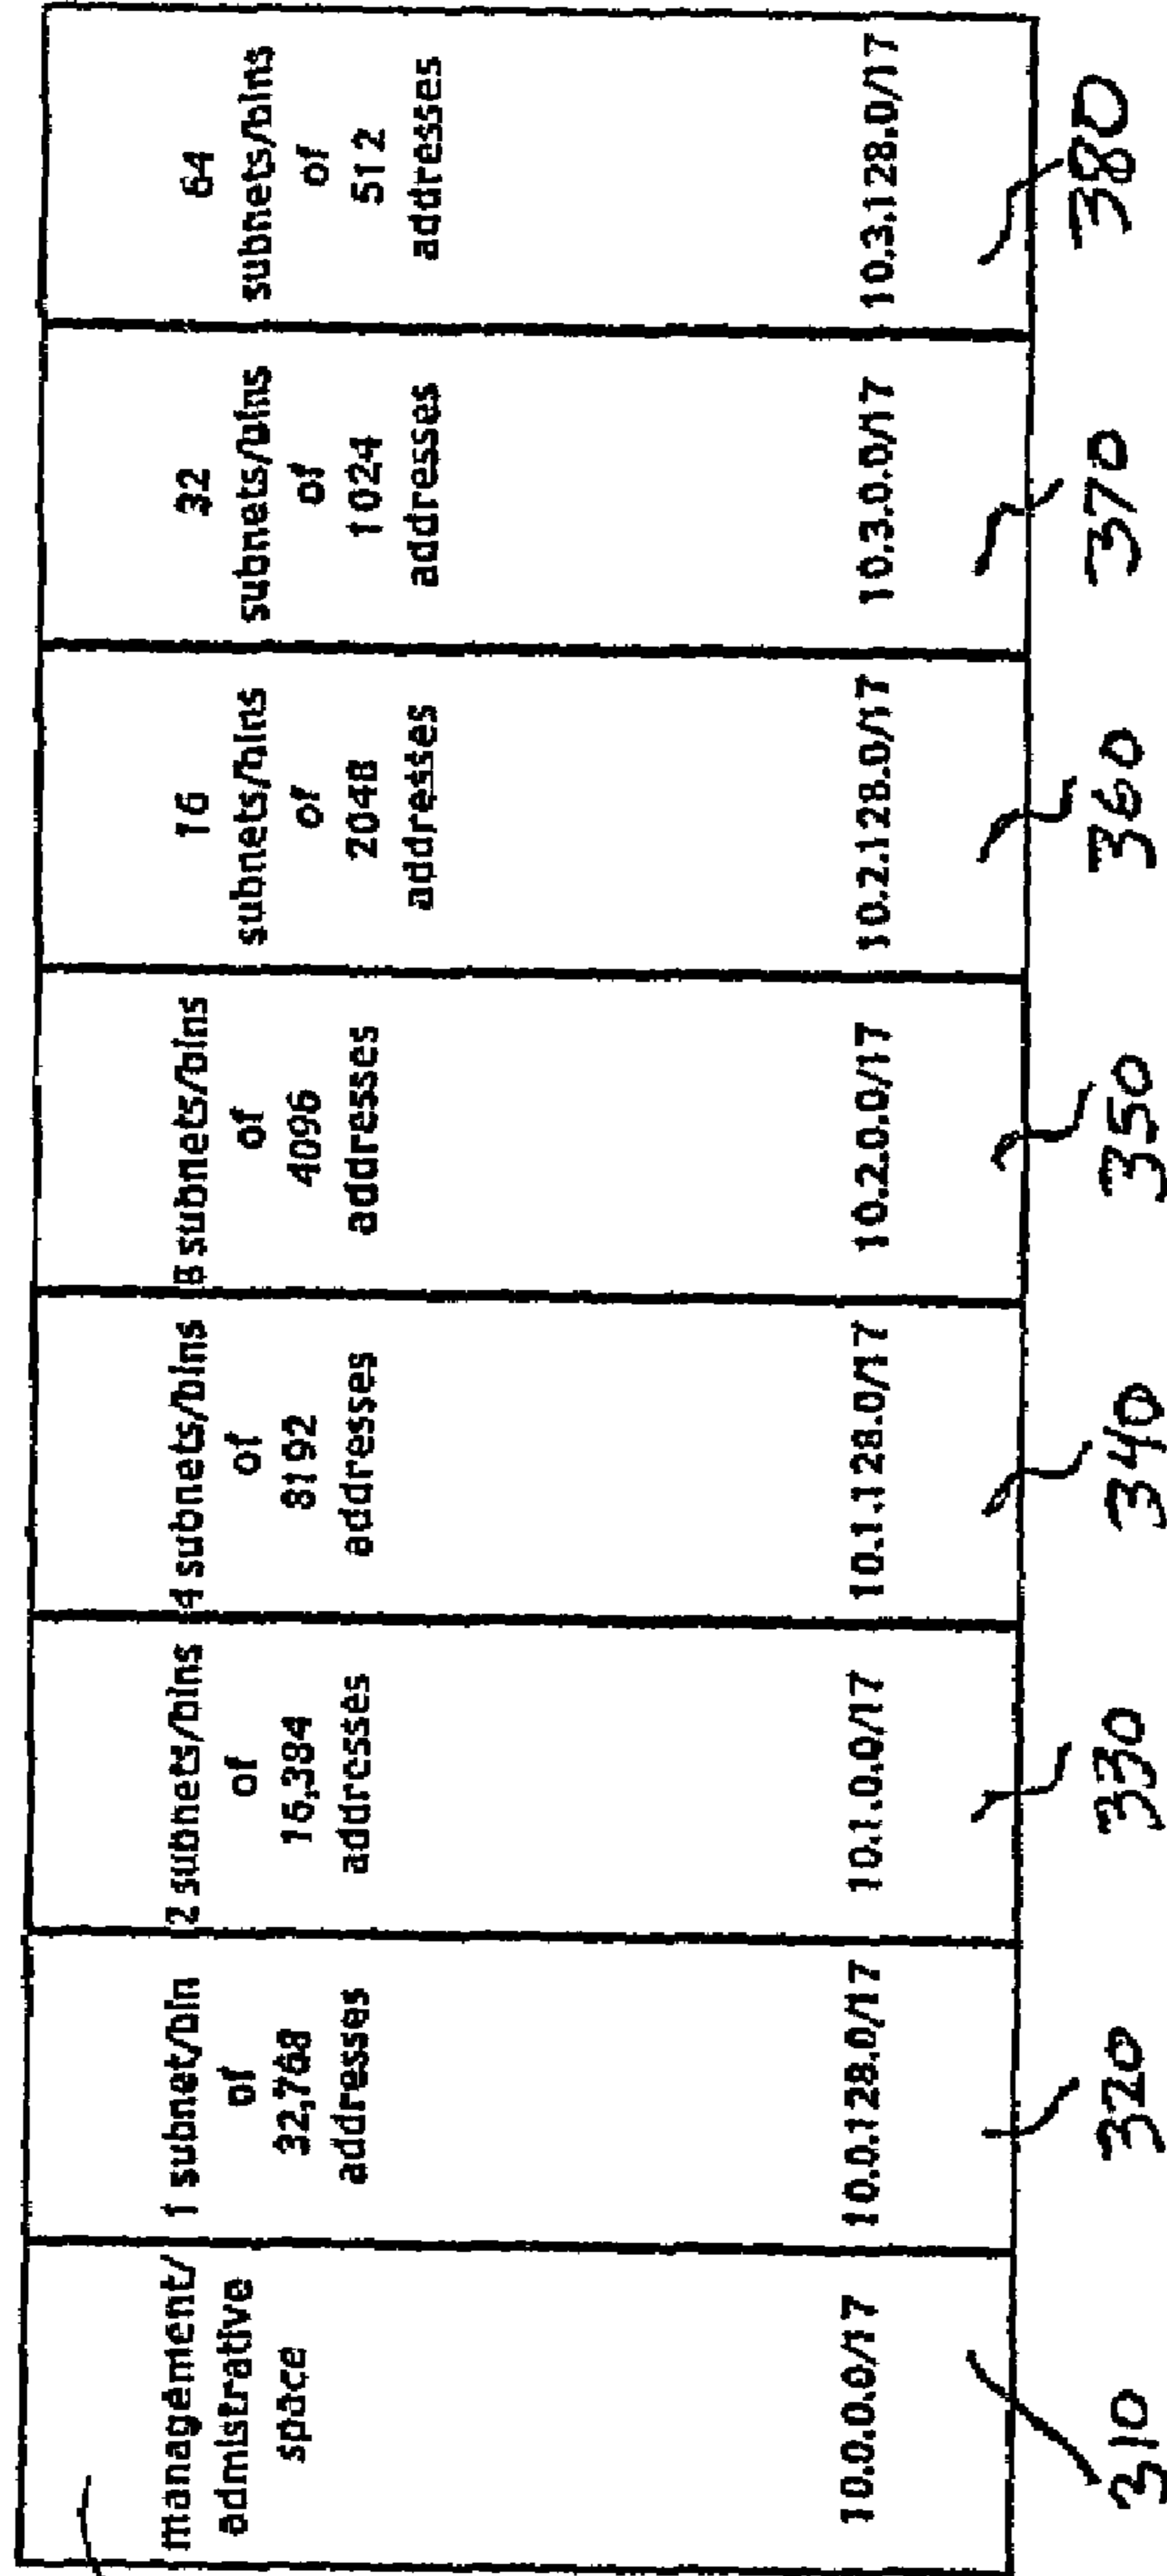 management/
admistrative
space
10.0.0.0/17
310
1 subnet/bin
of
32,768
addresses
10.0.128.0/17
320
2 subnets/bins
of
16,384
addresses
10.1.0.0/17
330
4 subnets/bins
of
8192
addresses
10.1.128.0/17
340
8 subnets/bins
of
4096
addresses
10.2.0.0/17
350
16
subnets/bins
of
2048
addresses
10.2.128.0/17
360
32
subnets/bins
of
1024
addresses
10.3.0.0/17
370
64
subnets/bins
of
512
addresses
10.3.128.0/17
380